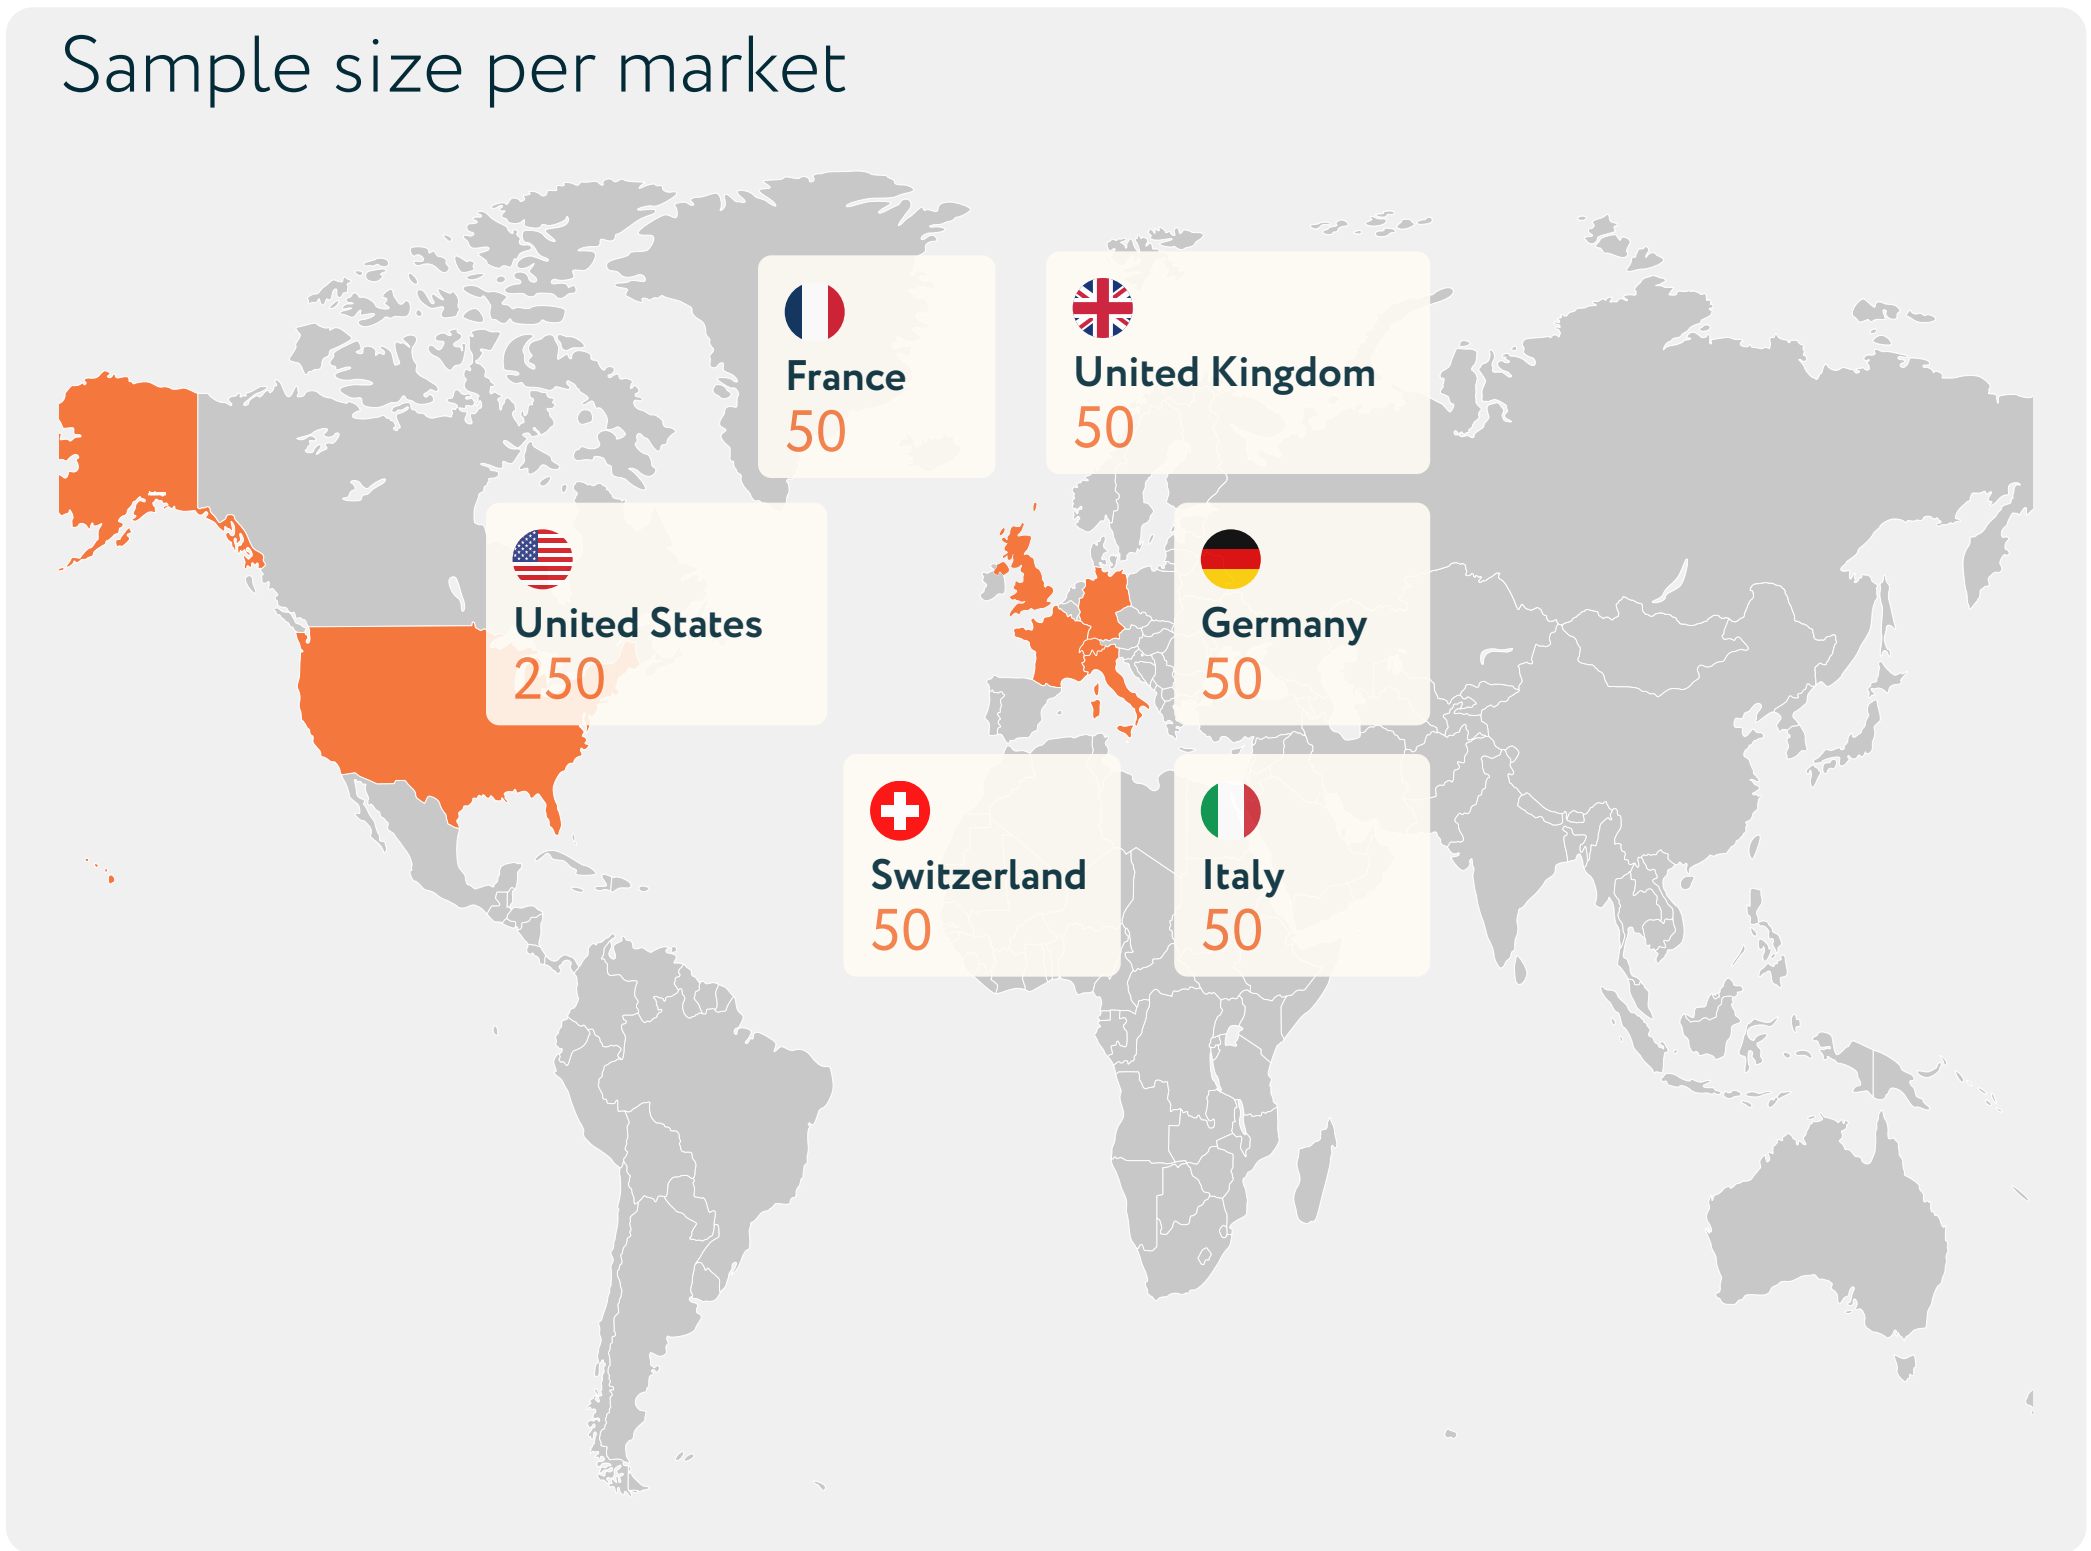 Sample size per market
France
50
United Kingdom
50
United States
250
Germany
50
Switzerland
50
Italy
50